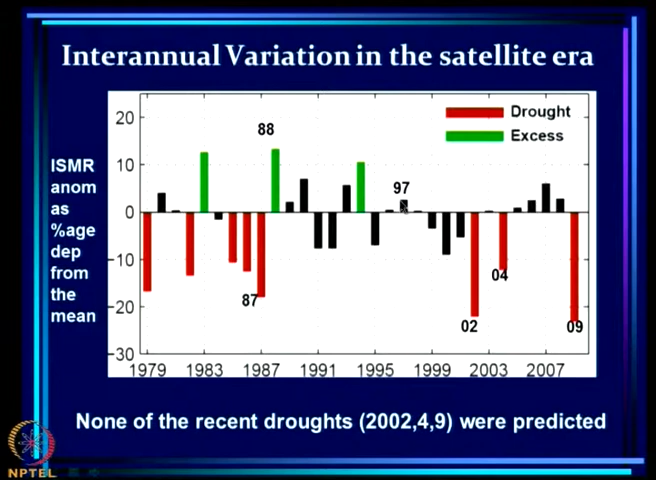 Interannual Variation in the satellite era
ISMR
anom
as
%age
dep
from
the
mean
20
10
0
-10
-20
-30
Drought
Excess
88
97
87
04
02
09
1979 1983 1987 1991 1995 1999 2003 2007
None of the recent droughts (2002,4,9) were predicted
NPTEL